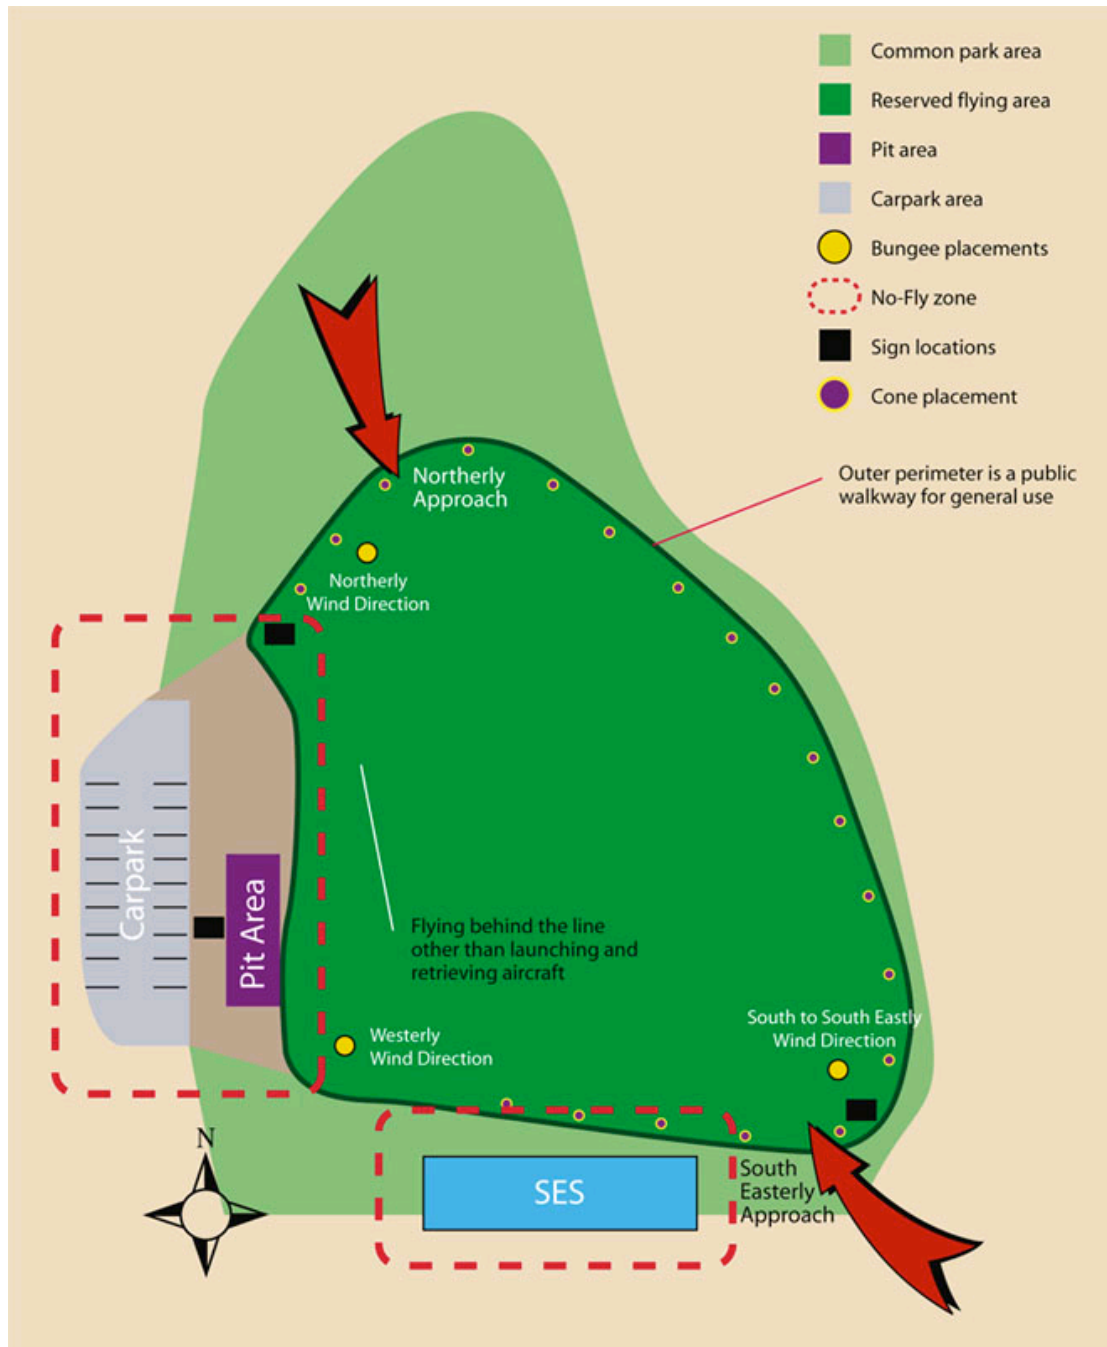 Common park area
Reserved flying area
Pit area
Carpark area
Bungee placements
No-Fly zone
Sign locations
Cone placement
Outer perimeter is a public
walkway for general use
Northerly
Approach
Northerly
Wind Direction
Carpark
Pit Area
Flying behind the line
other than launching and
retrieving aircraft
Westerly
Wind Direction
South to South Eastly
Wind Direction
N
SES
South
Easterly
Approach